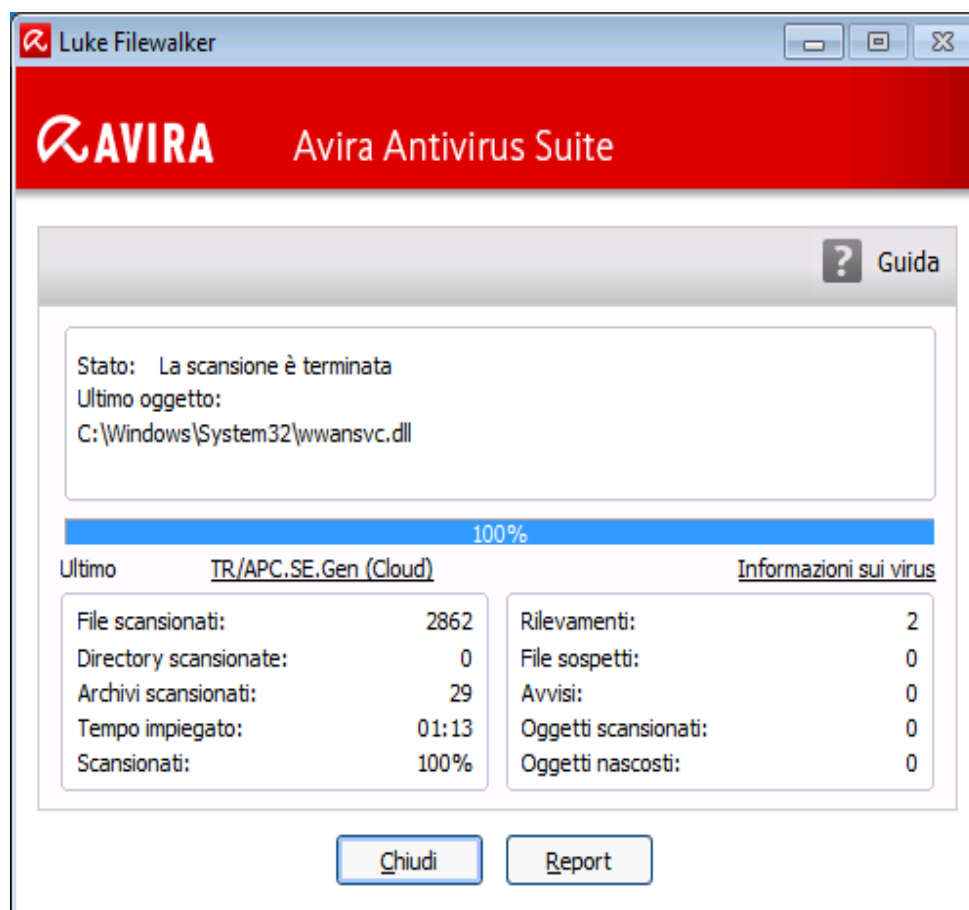 Luke Filewalker
AVIRA Avira Antivirus Suite
? Guida
Stato: La scansione è terminata
Ultimo oggetto:
C:\Windows\System32\wwansvc.dll
100%
Ultimo TR/APC.SE.Gen (Cloud) Informazioni sui virus
File scansionati: 2862
Directory scansionate: 0
Archivi scansionati: 29
Tempo impiegato: 01:13
Scansionati: 100%
Rilevamenti: 2
File sospetti: 0
Avvisi: 0
Oggetti scansionati: 0
Oggetti nascosti: 0
Chiudi Report